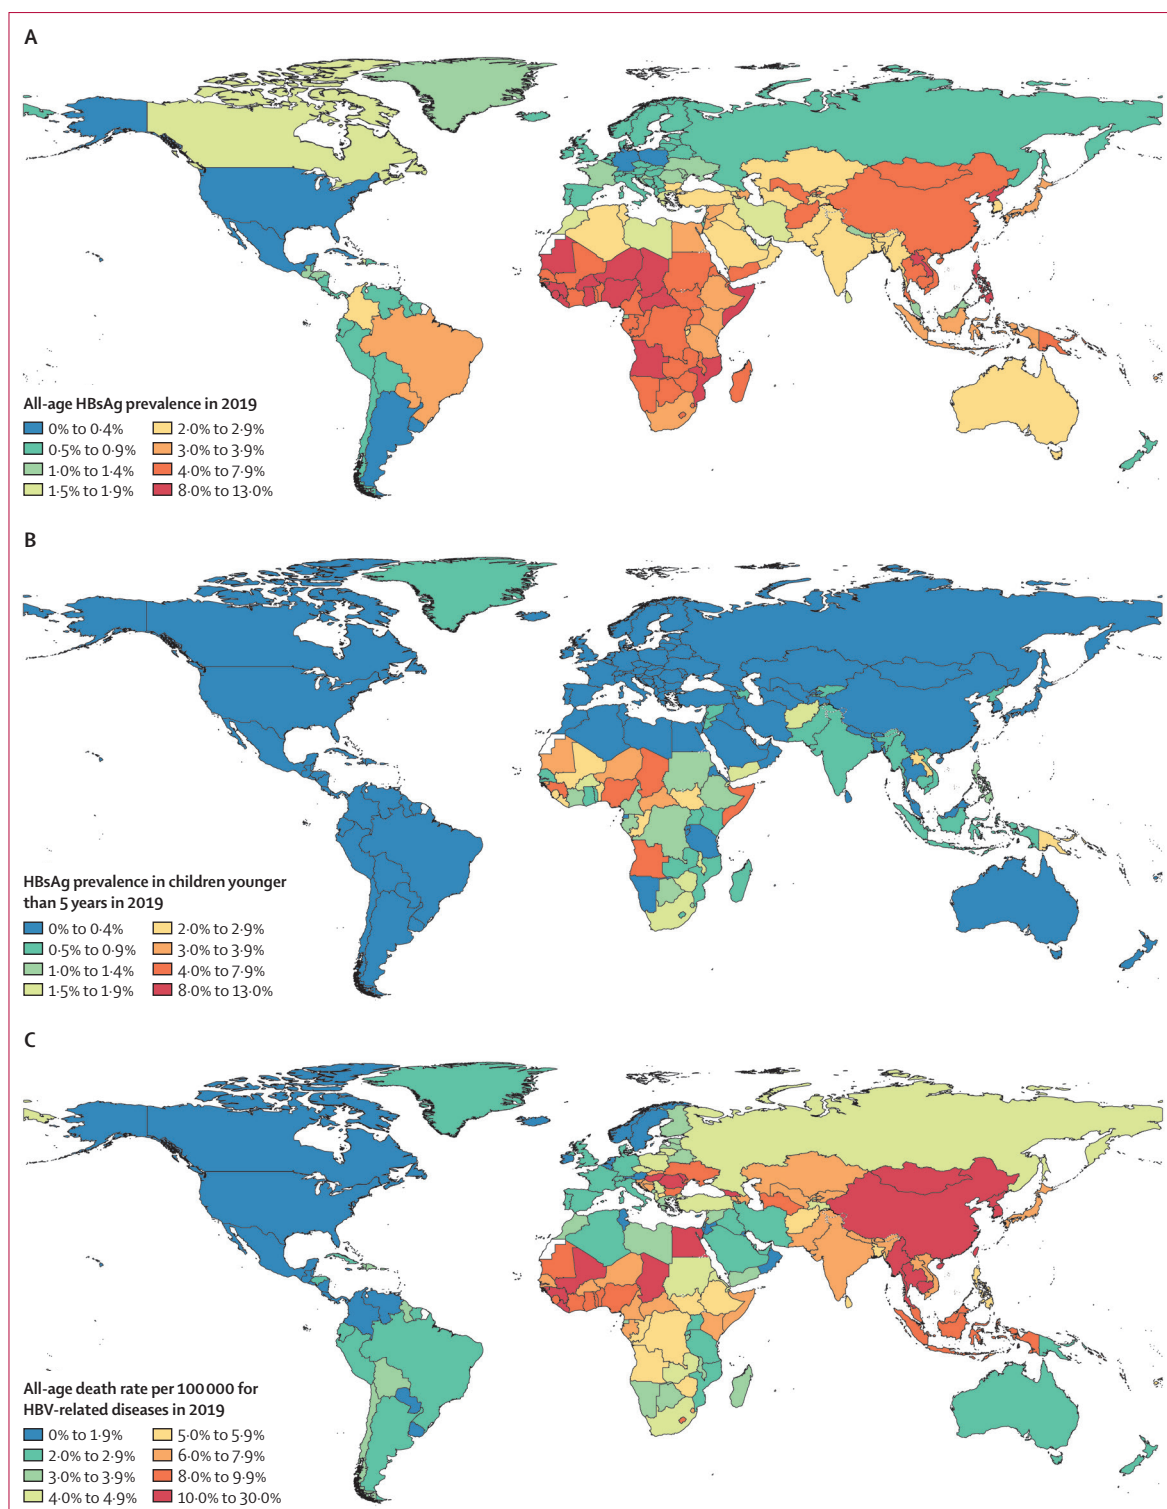 A
All-age HBsAg prevalence in 2019
0% to 0·4%
0·5% to 0·9%
1·0% to 1·4%
1·5% to 1·9%
2·0% to 2·9%
3·0% to 3·9%
4·0% to 7·9%
8·0% to 13·0%
B
HBsAg prevalence in children younger
than 5 years in 2019
0% to 0·4%
0·5% to 0·9%
1·0% to 1·4%
1·5% to 1·9%
2·0% to 2·9%
3·0% to 3·9%
4·0% to 7·9%
8·0% to 13·0%
C
All-age death rate per 100 000 for
HBV-related diseases in 2019
0% to 1·9%
2·0% to 2·9%
3·0% to 3·9%
4·0% to 4·9%
5·0% to 5·9%
6·0% to 7·9%
8·0% to 9·9%
10·0% to 30·0%